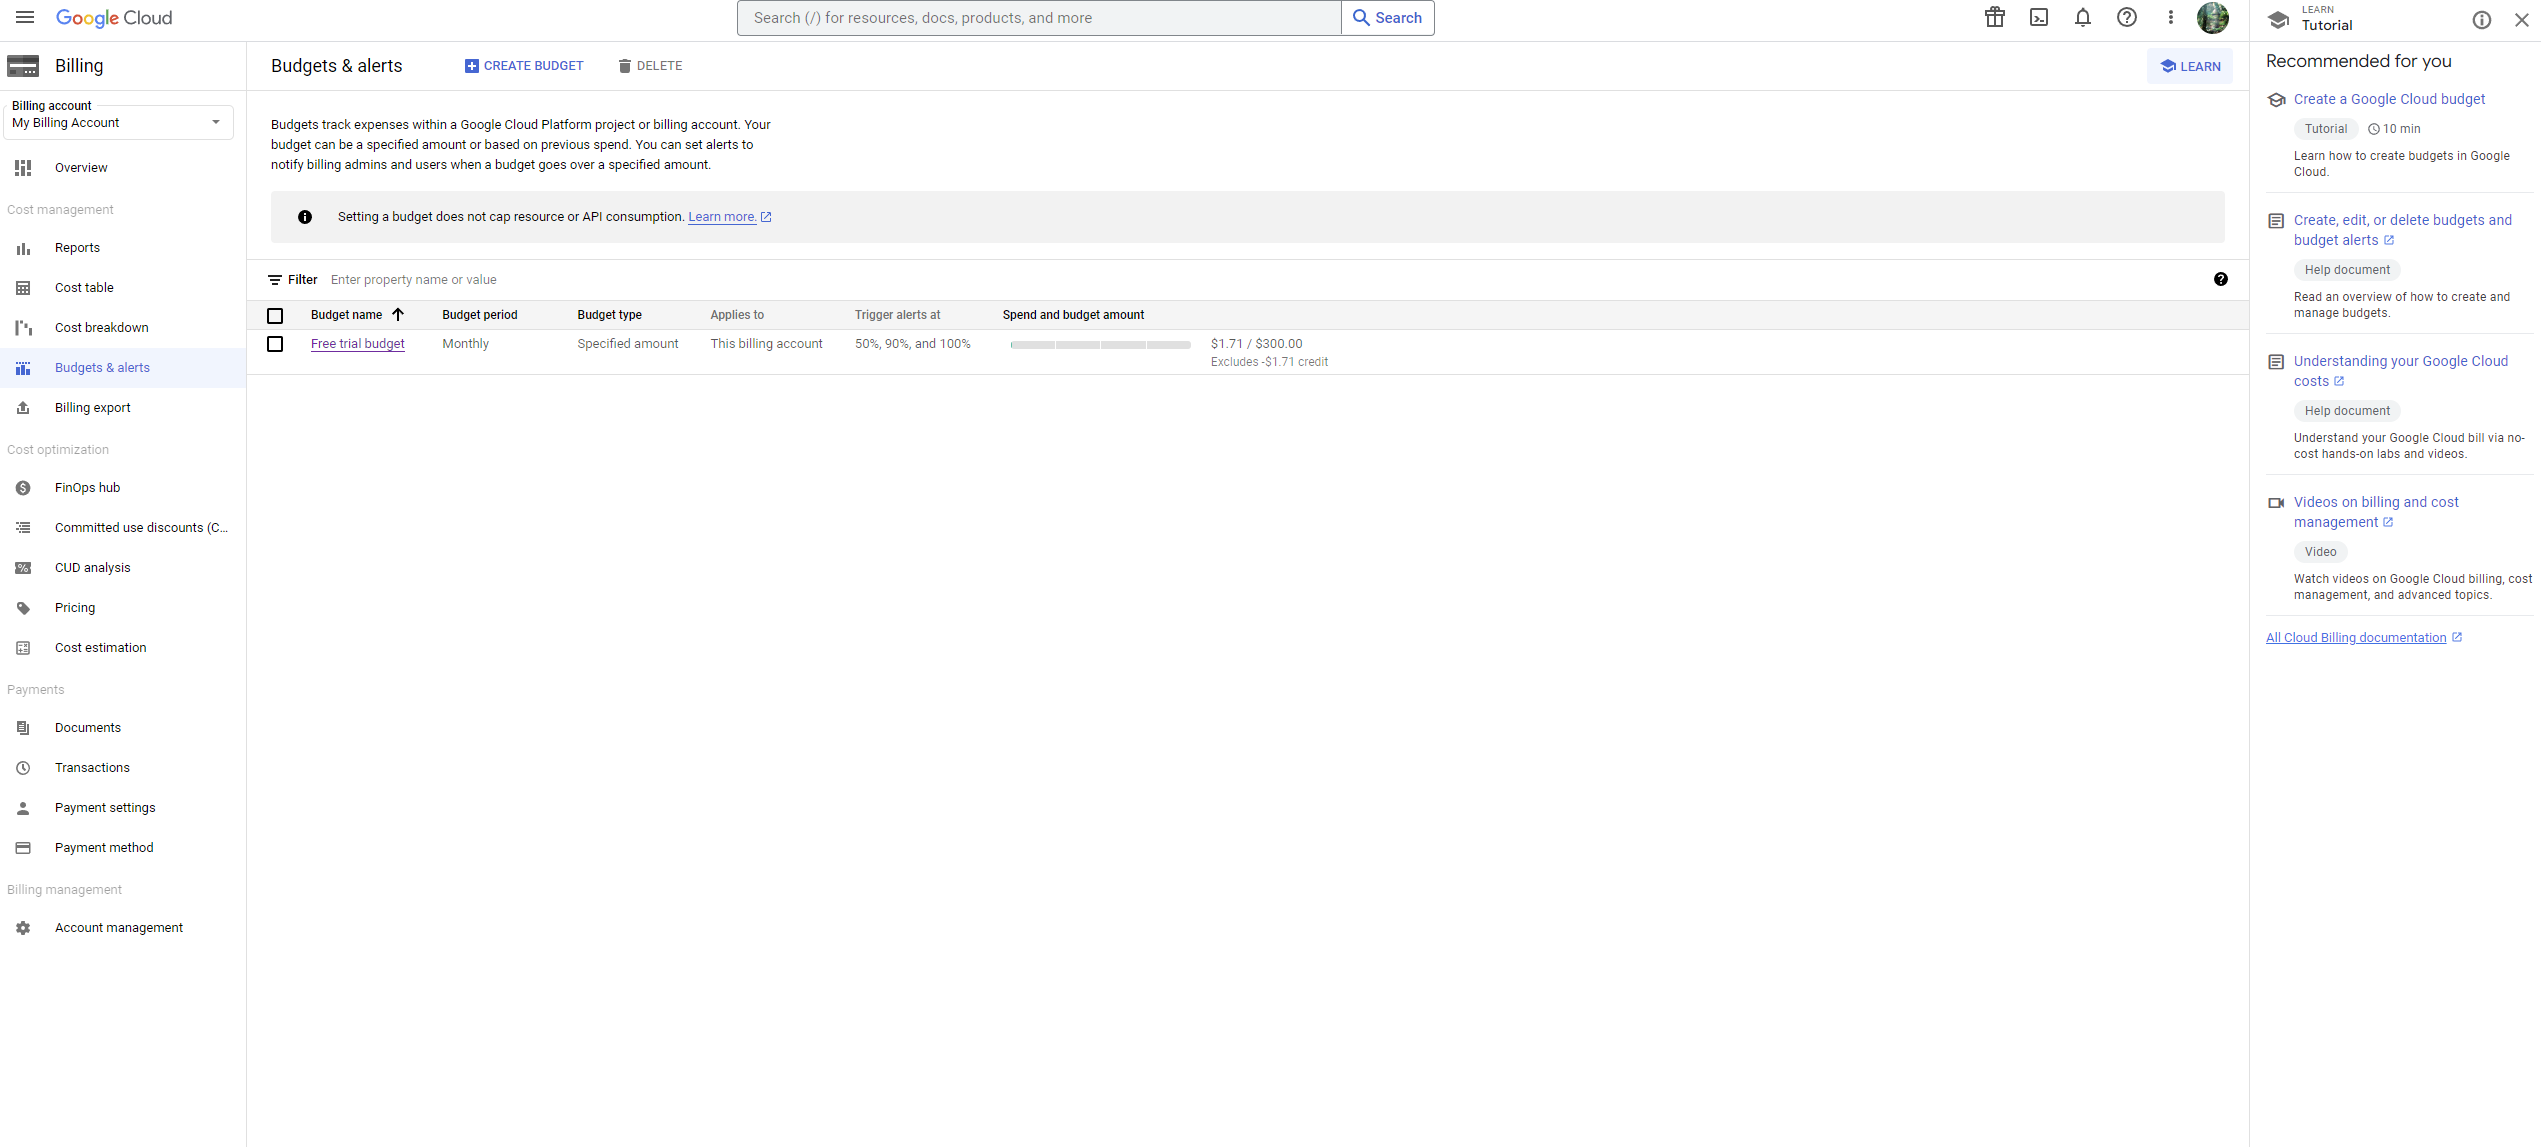 Google Cloud
Search (/) for resources, docs, products, and more
Search
LEARN
Tutorial
Billing
Billing account
My Billing Account
Overview
Cost management
Reports
Cost table
Cost breakdown
Budgets & alerts
Billing export
Cost optimization
FinOps hub
Committed use discounts (C...
CUD analysis
Pricing
Cost estimation
Payments
Documents
Transactions
Payment settings
Payment method
Billing management
Account management
Budgets & alerts
CREATE BUDGET
DELETE
LEARN
Budgets track expenses within a Google Cloud Platform project or billing account. Your
budget can be a specified amount or based on previous spend. You can set alerts to
notify billing admins and users when a budget goes over a specified amount.
Setting a budget does not cap resource or API consumption. Learn more.
Filter Enter property name or value
Budget name Budget period Budget type Applies to Trigger alerts at Spend and budget amount
Free trial budget Monthly Specified amount This billing account 50%, 90%, and 100% $1.71 / $300.00
Excludes -$1.71 credit
Recommended for you
Create a Google Cloud budget
Tutorial 10 min
Learn how to create budgets in Google
Cloud.
Create, edit, or delete budgets and
budget alerts
Help document
Read an overview of how to create and
manage budgets.
Understanding your Google Cloud
costs
Help document
Understand your Google Cloud bill via no-
cost hands-on labs and videos.
Videos on billing and cost
management
Video
Watch videos on Google Cloud billing, cost
management, and advanced topics.
All Cloud Billing documentation